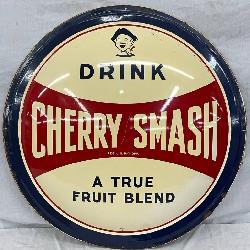 DRINK
CHERRY SMASH
A TRUE
FRUIT BLEND